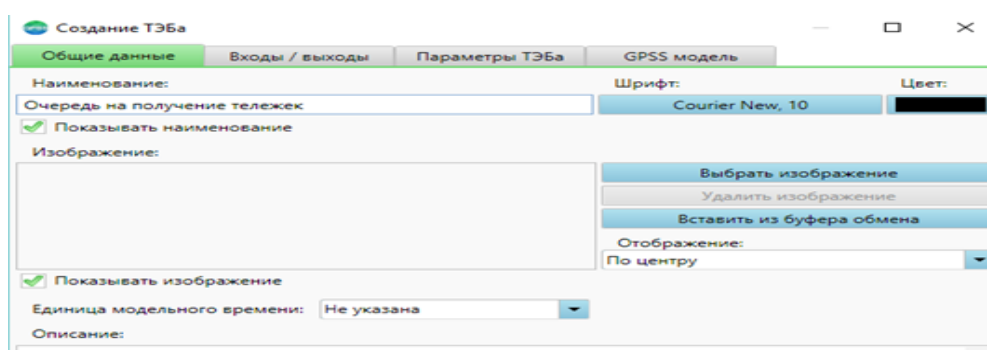 Создание ТЭБа
Общие данные Входы / выходы Параметры ТЭБа GPSS модель
Наименование: Шрифт: Цвет:
Очередь на получение тележек Courier New, 10
Показывать наименование
Изображение:
Выбрать изображение
Удалить изображение
Вставить из буфера обмена
Отображение:
По центру
Показывать изображение
Единица модельного времени: Не указана
Описание: